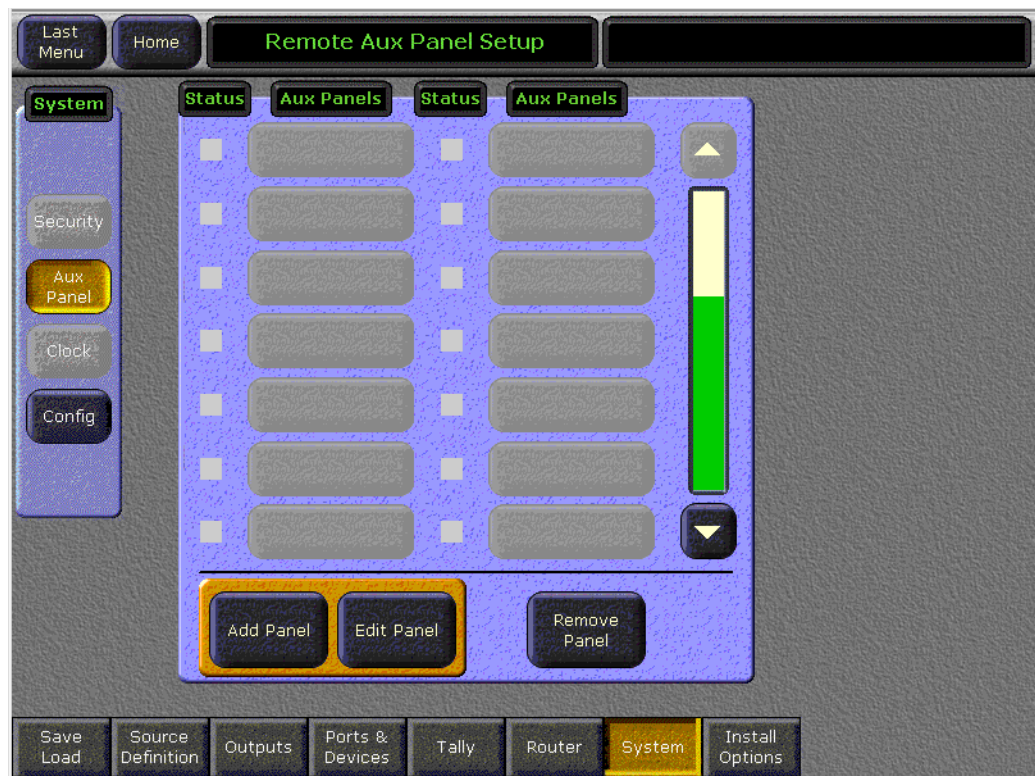 Last
Menu
Home
Remote Aux Panel Setup
System
Status
Aux Panels
Status
Aux Panels
Security
Aux
Panel
Clock
Config
Add Panel
Edit Panel
Remove
Panel
Save
Load
Source
Definition
Outputs
Ports &
Devices
Tally
Router
System
Install
Options